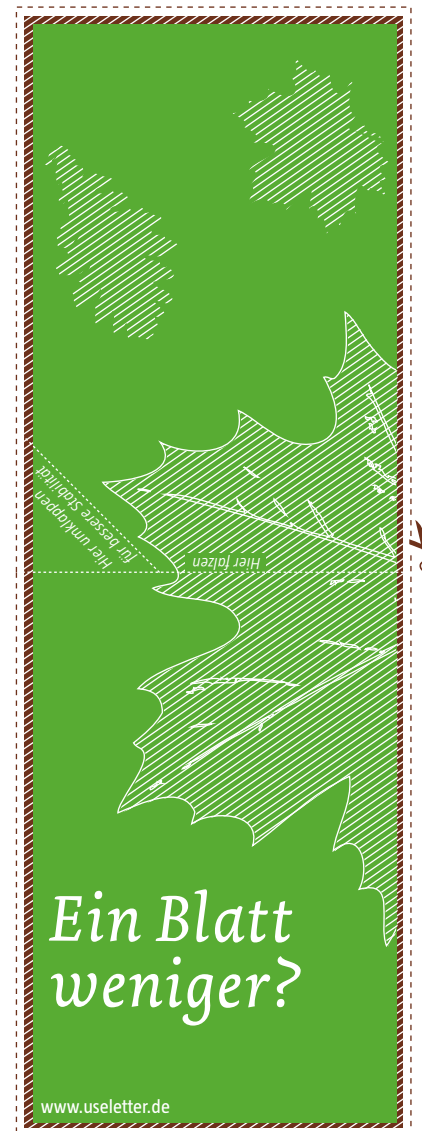 Hier umklappen
für bessere Stabilität
Hier falzen
Ein Blatt
weniger?
www.useletter.de